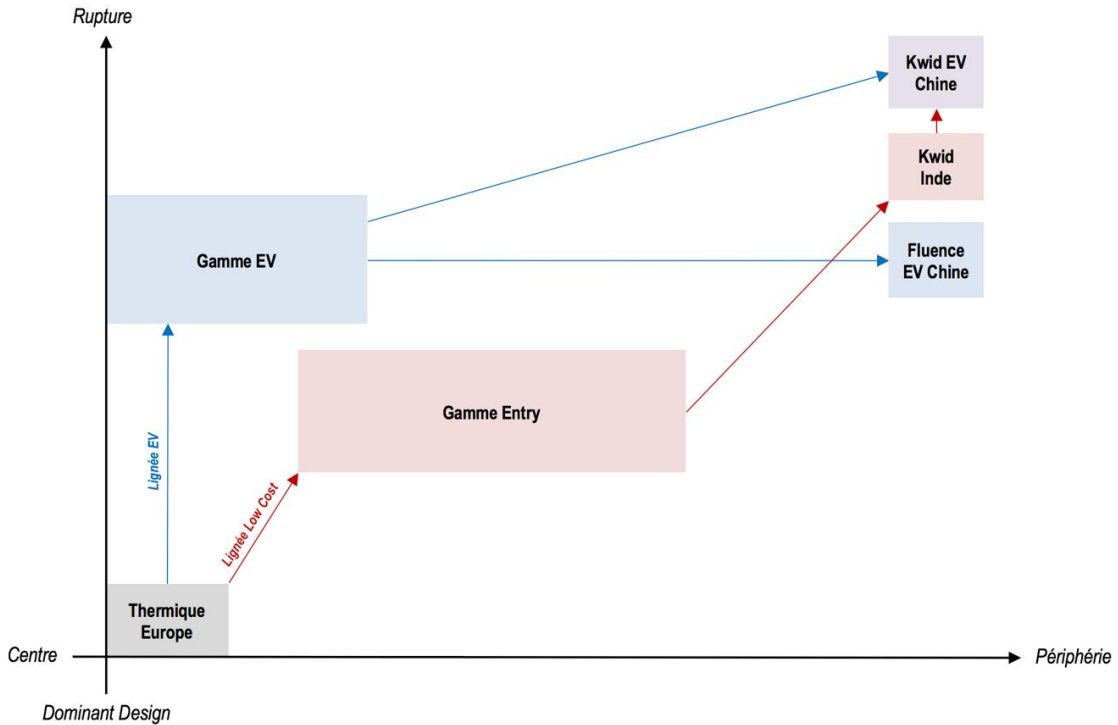 Rupture
Kwid EV
Chine
Kwid
Inde
Gamme EV
Fluence
EV Chine
Gamme Entry
Lignée EV
Lignée Low Cost
Thermique
Europe
Centre
Périphérie
Dominant Design